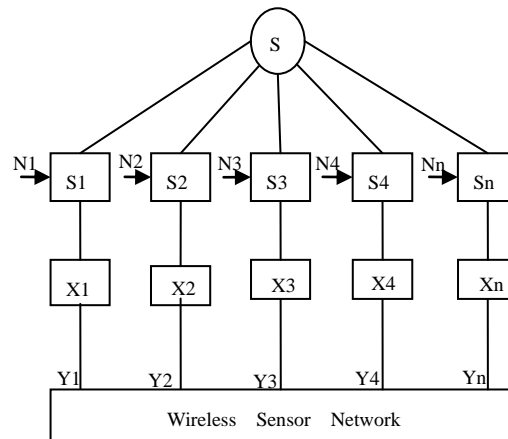 S
N1 N2 N3 N4 Nn
S1 S2 S3 S4 Sn
X1 X2 X3 X4 Xn
Y1 Y2 Y3 Y4 Yn
Wireless Sensor Network